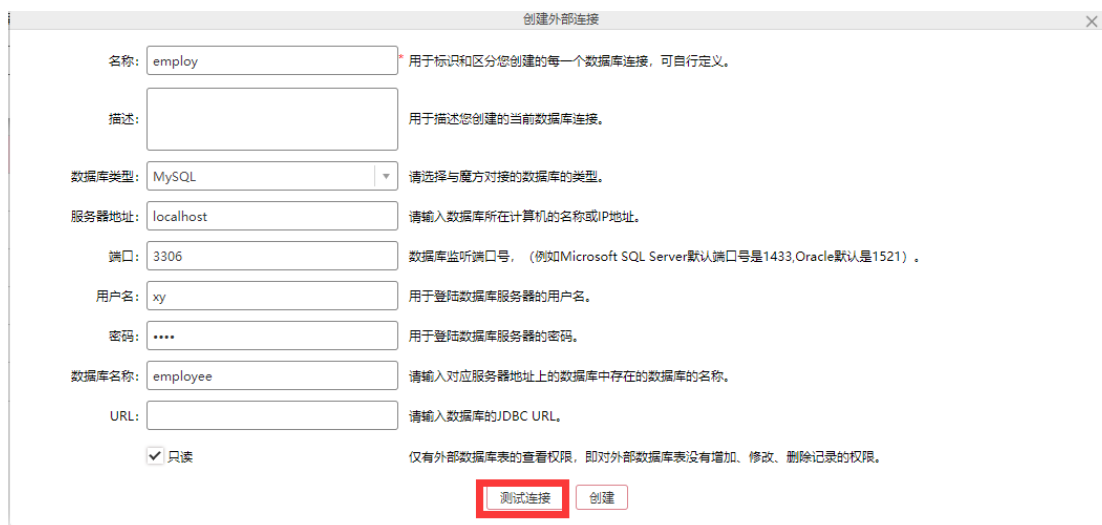 创建外部连接
名称: employ * 用于标识和区分您创建的每一个数据库连接，可自行定义。
描述: 用于描述您创建的当前数据库连接。
数据库类型: MySQL 请选择与魔方对接的数据库的类型。
服务器地址: localhost 请输入数据库所在计算机的名称或IP地址。
端口: 3306 数据库监听端口号，（例如Microsoft SQL Server默认端口号是1433,Oracle默认是1521）。
用户名: xy 用于登陆数据库服务器的用户名。
密码: •••• 用于登陆数据库服务器的密码。
数据库名称: employee 请输入对应服务器地址上的数据库中存在的数据库的名称。
URL: 请输入数据库的JDBC URL。
只读 仅有外部数据库表的查看权限，即对外部数据库表没有增加、修改、删除记录的权限。
测试连接 创建